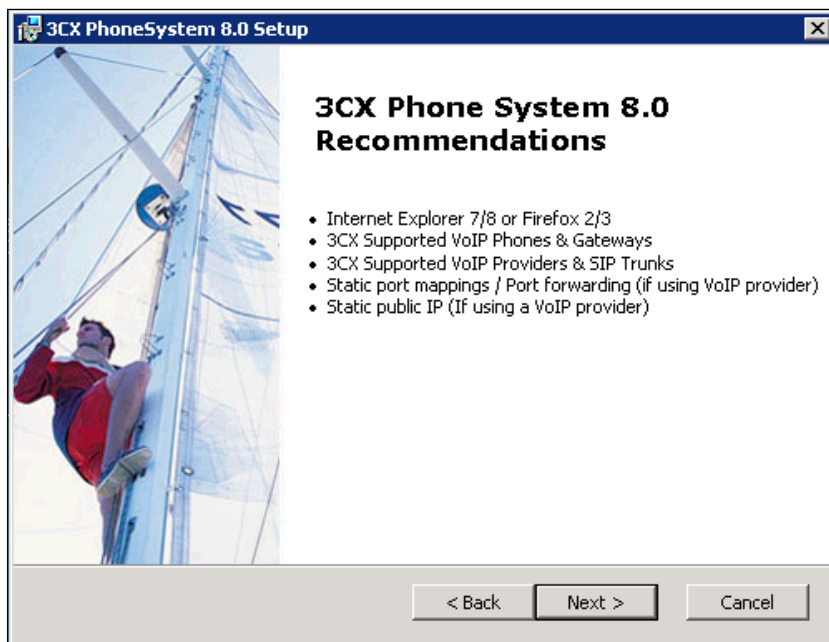 3CX PhoneSystem 8.0 Setup
3CX Phone System 8.0
Recommendations
• Internet Explorer 7/8 or Firefox 2/3
• 3CX Supported VoIP Phones & Gateways
• 3CX Supported VoIP Providers & SIP Trunks
• Static port mappings / Port forwarding (if using VoIP provider)
• Static public IP (If using a VoIP provider)
< Back
Next >
Cancel